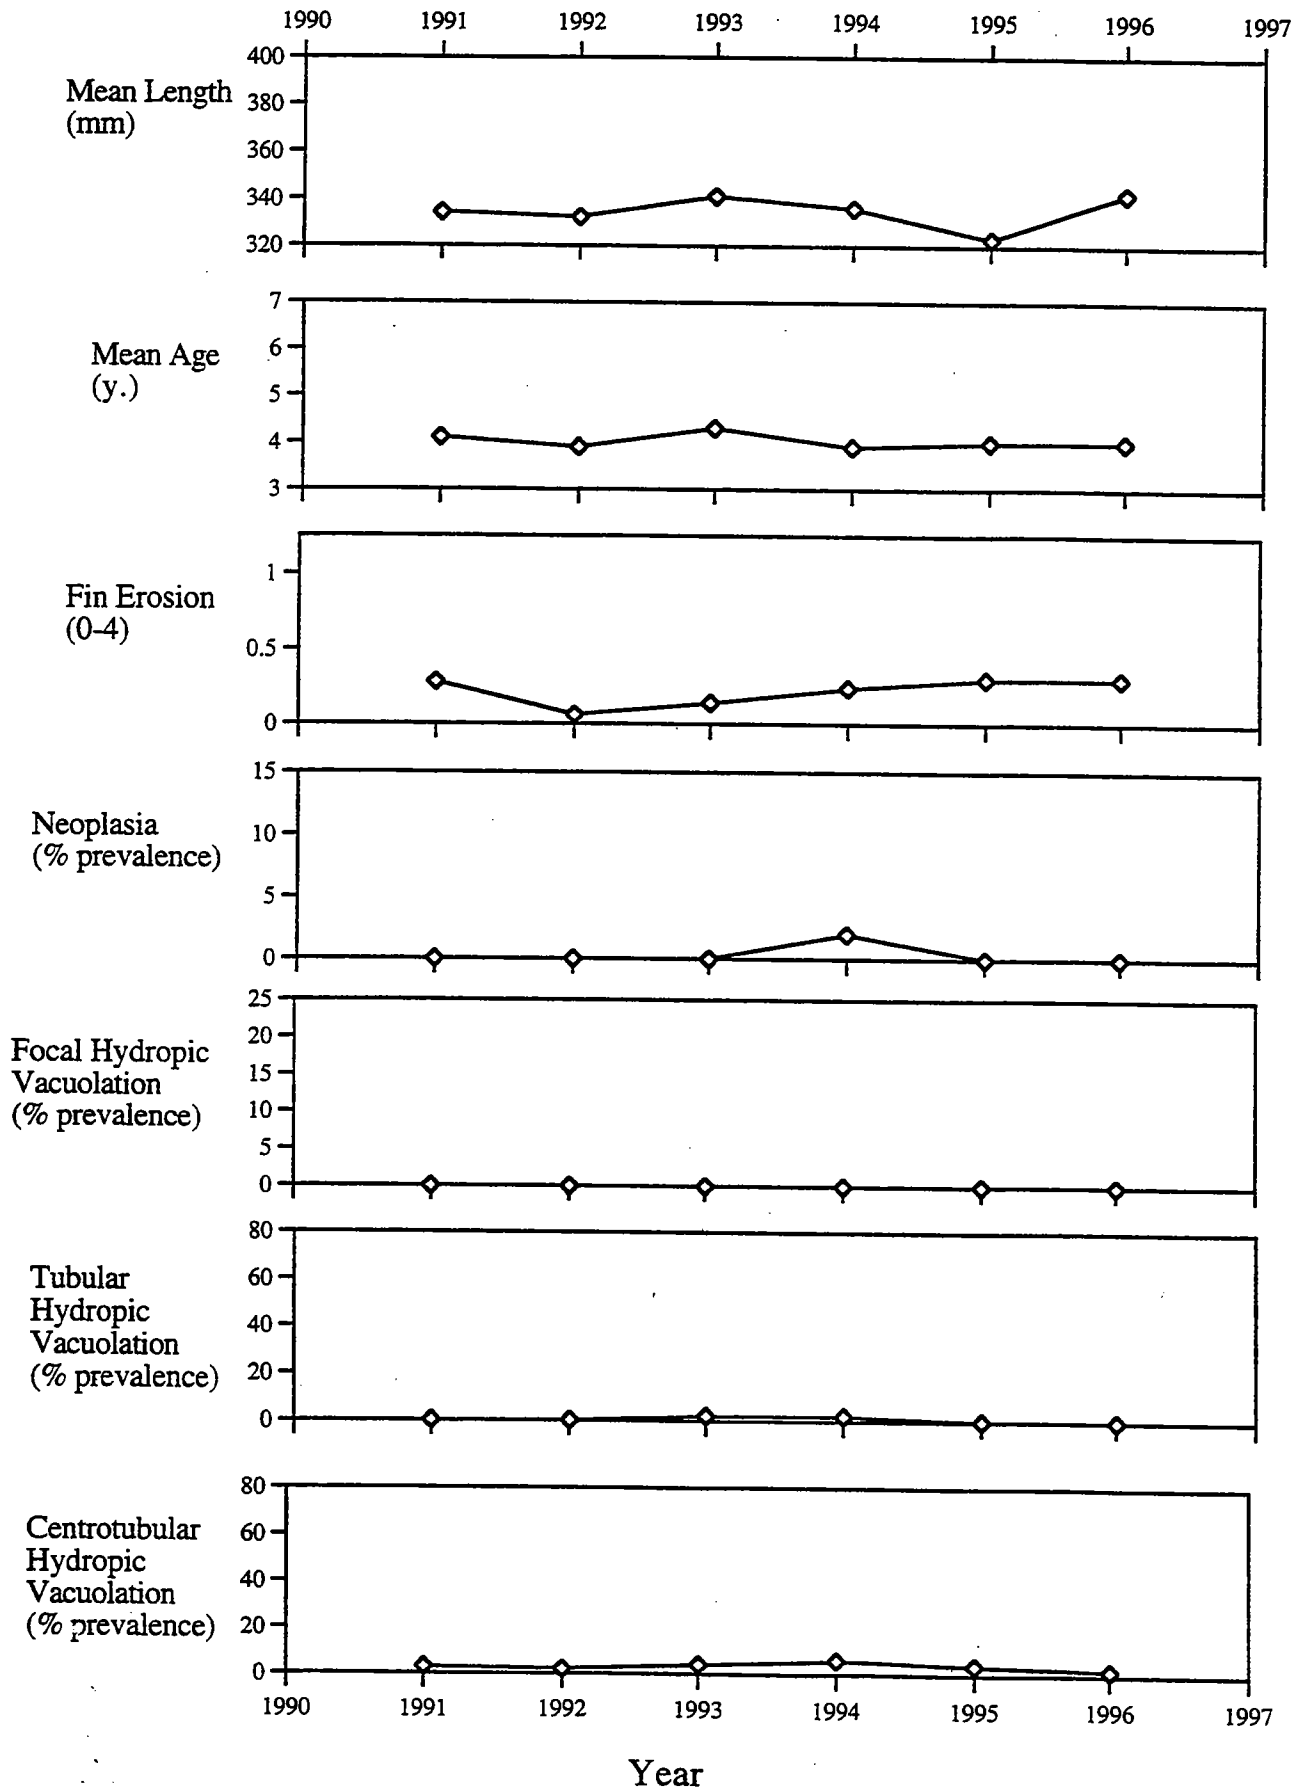 1990 1991 1992 1993 1994 1995 1996 1997
400
Mean Length
(mm)
380
360
340
320
7
Mean Age
(y.)
6
5
4
3
Fin Erosion
(0-4)
1
0.5
0
15
Neoplasia
(% prevalence)
10
5
0
25
Focal Hydropic
Vacuolation
(% prevalence)
20
15
10
5
0
80
Tubular
Hydropic
Vacuolation
(% prevalence)
60
40
20
0
80
Centrotubular
Hydropic
Vacuolation
(% prevalence)
60
40
20
0
1990 1991 1992 1993 1994 1995 1996 1997
Year